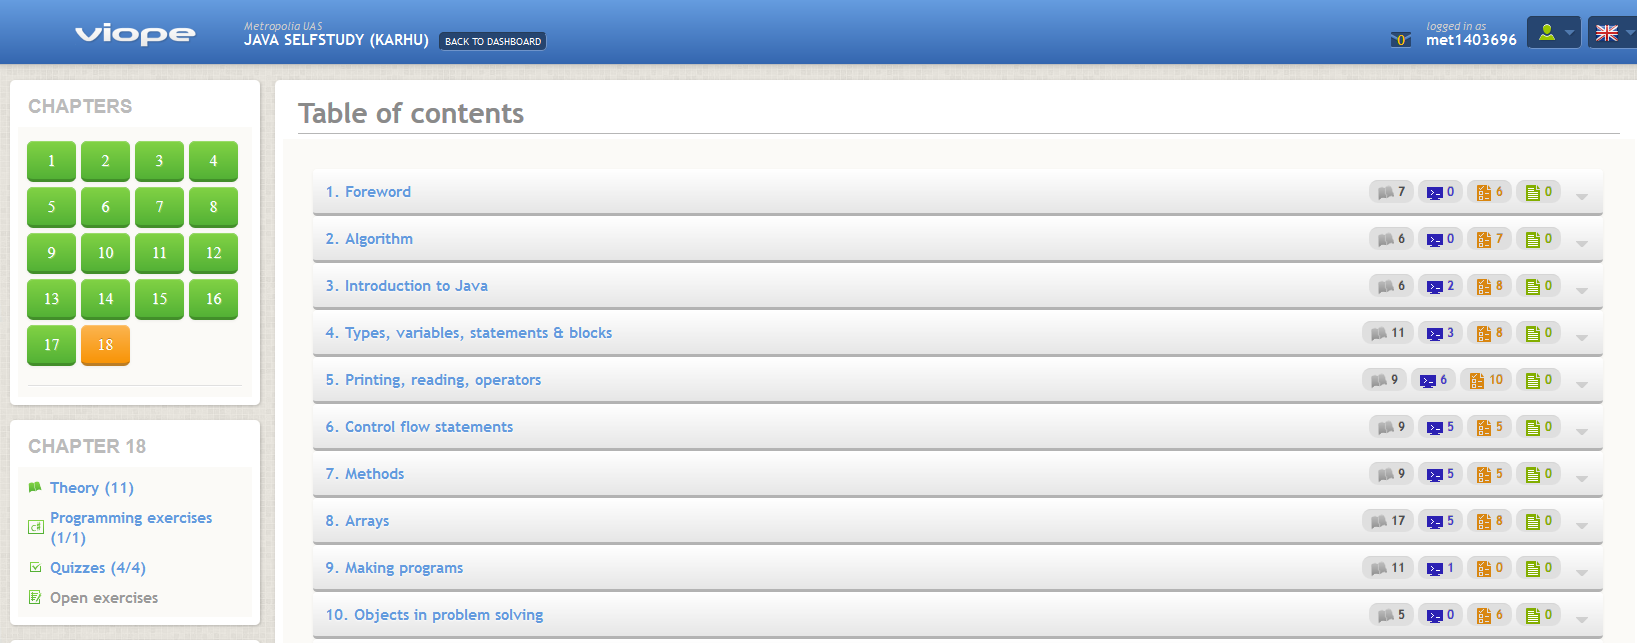 viope
Metropolia UAS
JAVA SELFSTUDY (KARHU)
BACK TO DASHBOARD
0
logged in as
met1403696
CHAPTERS
1 2 3 4
5 6 7 8
9 10 11 12
13 14 15 16
17 18
CHAPTER 18
Theory (11)
C# Programming exercises
(1/1)
Quizzes (4/4)
Open exercises
Table of contents
1. Foreword 7 0 6 0
2. Algorithm 6 0 7 0
3. Introduction to Java 6 2 8 0
4. Types, variables, statements & blocks 11 3 8 0
5. Printing, reading, operators 9 6 10 0
6. Control flow statements 9 5 5 0
7. Methods 9 5 5 0
8. Arrays 17 5 8 0
9. Making programs 11 1 0 0
10. Objects in problem solving 5 0 6 0